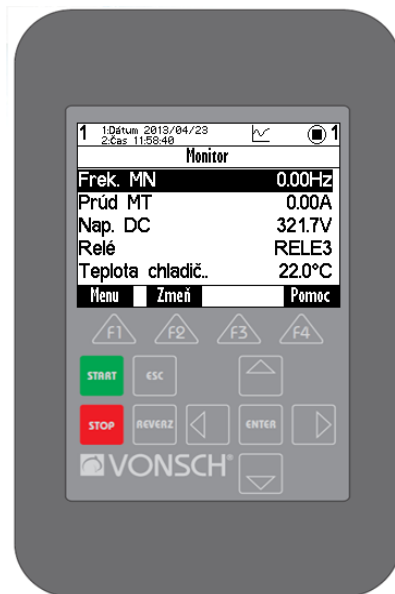 1 1:Dátum 2013/04/23 1
2:Čas 11:58:40
Monitor
Frek. MN 0.00Hz
Prúd MT 0.00A
Nap. DC 321.7V
Relé RELE3
Teplota chladič.. 22.0°C
Menu Zmeň Pomoc
F1 F2 F3 F4
START ESC
STOP REVERZ ENTER
VONSCH®